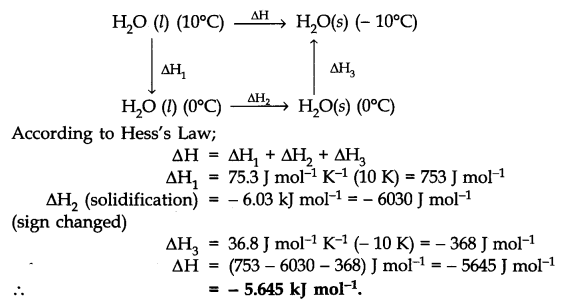 H₂O (l) (10°C) ΔH H₂O(s) (– 10°C)
ΔH₁ ΔH₃
H₂O (l) (0°C) ΔH₂ H₂O(s) (0°C)
According to Hess's Law;
ΔH = ΔH₁ + ΔH₂ + ΔH₃
ΔH₁ = 75.3 J mol⁻¹ K⁻¹ (10 K) = 753 J mol⁻¹
ΔH₂ (solidification) = – 6.03 kJ mol⁻¹ = – 6030 J mol⁻¹
(sign changed)
ΔH₃ = 36.8 J mol⁻¹ K⁻¹ (– 10 K) = – 368 J mol⁻¹
ΔH = (753 – 6030 – 368) J mol⁻¹ = – 5645 J mol⁻¹
∴ = – 5.645 kJ mol⁻¹.